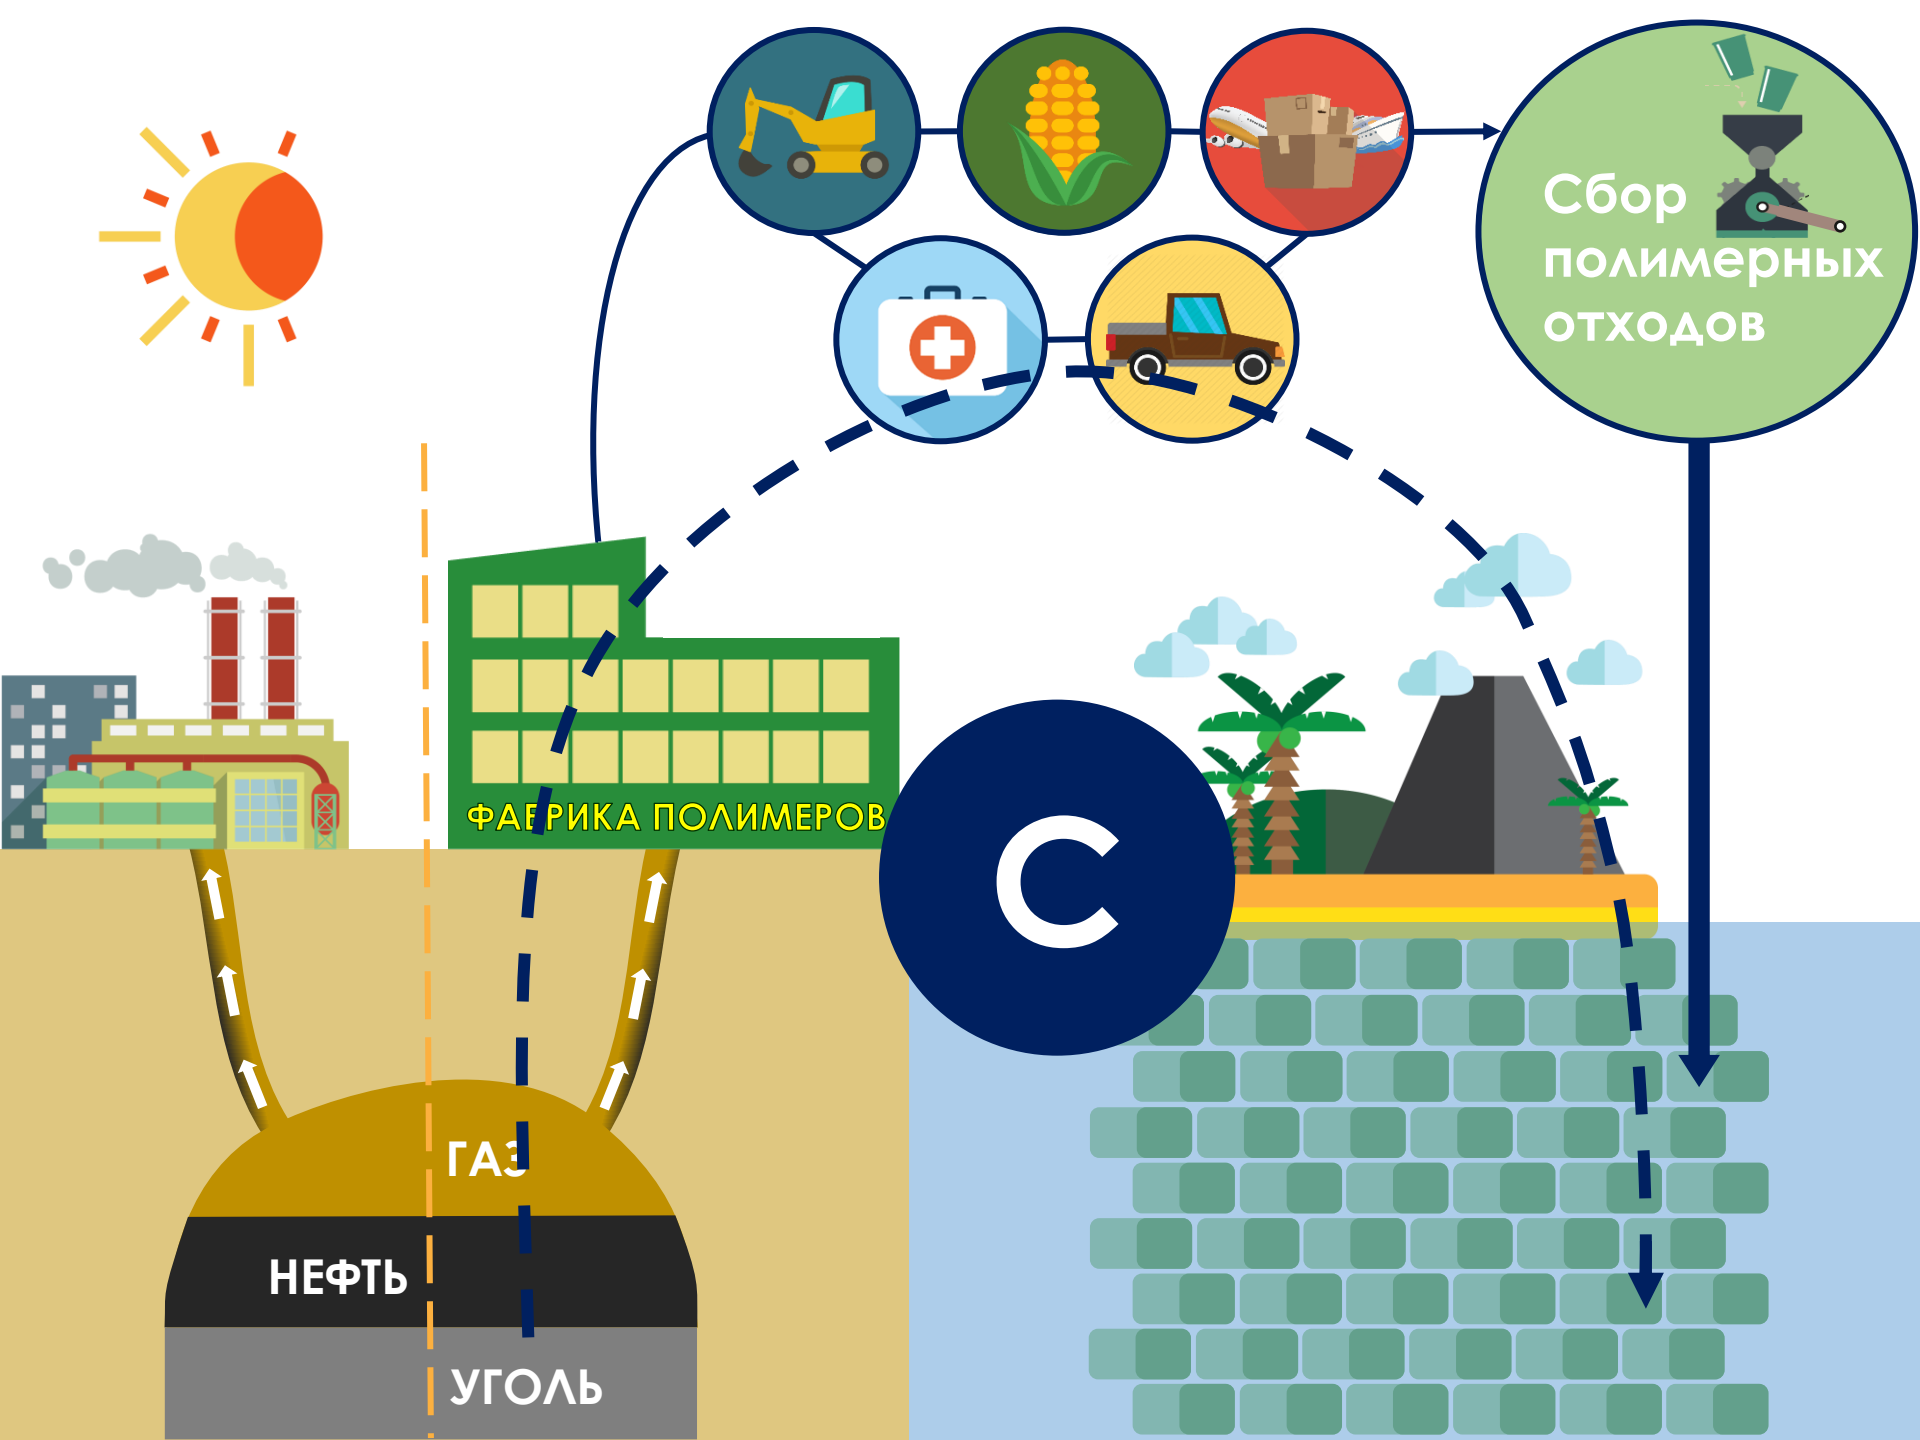 Сбор
полимерных
отходов
ФАБРИКА ПОЛИМЕРОВ
С
ГАЗ
НЕФТЬ
УГОЛЬ